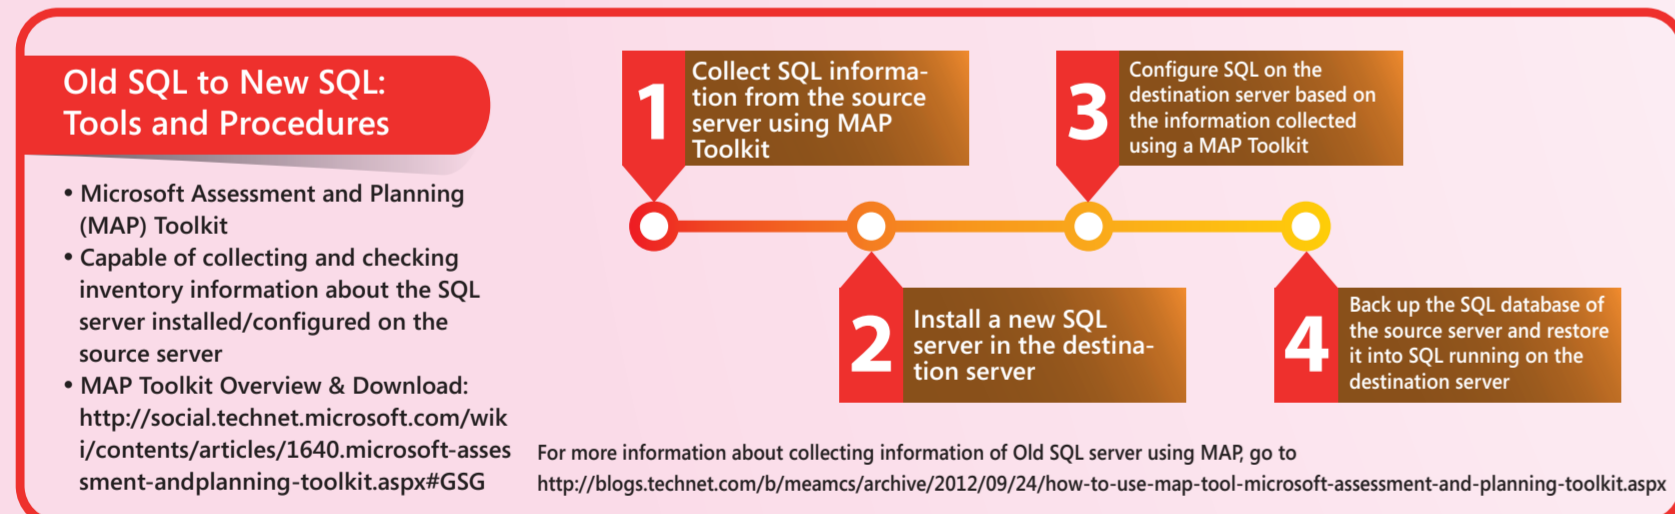 Old SQL to New SQL:
Tools and Procedures
• Microsoft Assessment and Planning
(MAP) Toolkit
• Capable of collecting and checking
inventory information about the SQL
server installed/configured on the
source server
• MAP Toolkit Overview & Download:
http://social.technet.microsoft.com/wik
i/contents/articles/1640.microsoft-asses
sment-andplanning-toolkit.aspx#GSG
1
Collect SQL informa-
tion from the source
server using MAP
Toolkit
2
Install a new SQL
server in the destina-
tion server
3
Configure SQL on the
destination server based on
the information collected
using a MAP Toolkit
4
Back up the SQL database of
the source server and restore
it into SQL running on the
destination server
For more information about collecting information of Old SQL server using MAP, go to
http://blogs.technet.com/b/meamcs/archive/2012/09/24/how-to-use-map-tool-microsoft-assessment-and-planning-toolkit.aspx